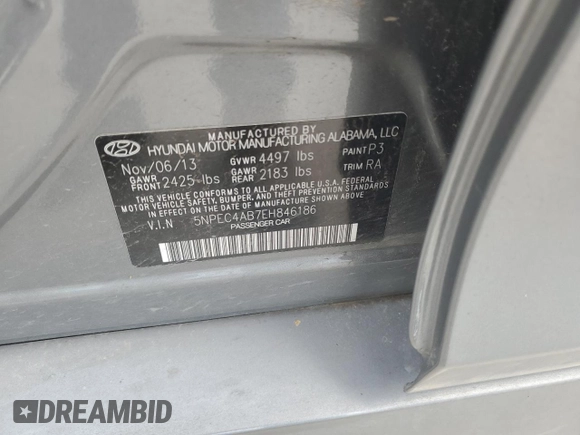 MANUFACTURED BY
HYUNDAI MOTOR MANUFACTURING ALABAMA, LLC
Nov/06/13 GVWR 4497 lbs PAINT P3
GAWR FRONT 2425 lbs GAWR REAR 2183 lbs TRIM RA
THIS VEHICLE CONFORMS TO ALL APPLICABLE U.S.A. FEDERAL
MOTOR VEHICLE SAFETY, BUMPER, AND THEFT PREVENTION
STANDARDS IN EFFECT ON THE DATE OF MANUFACTURE SHOWN ABOVE.
V.I.N 5NPEC4AB7EH846186
PASSENGER CAR
DREAMBID